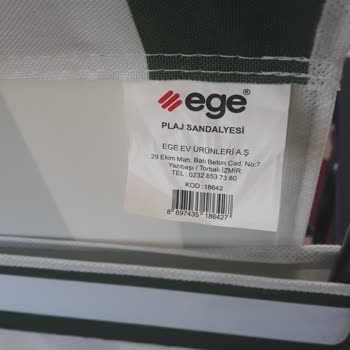 ege®
PLAJ SANDALYESİ
EGE EV ÜRÜNLERİ A.Ş
29 Ekim Mah. Batı Beton Cad. No:7
Yazıbaşı / Torbalı İZMİR
TEL : 0232 853 73 80
KOD :18642
8 697435 186427